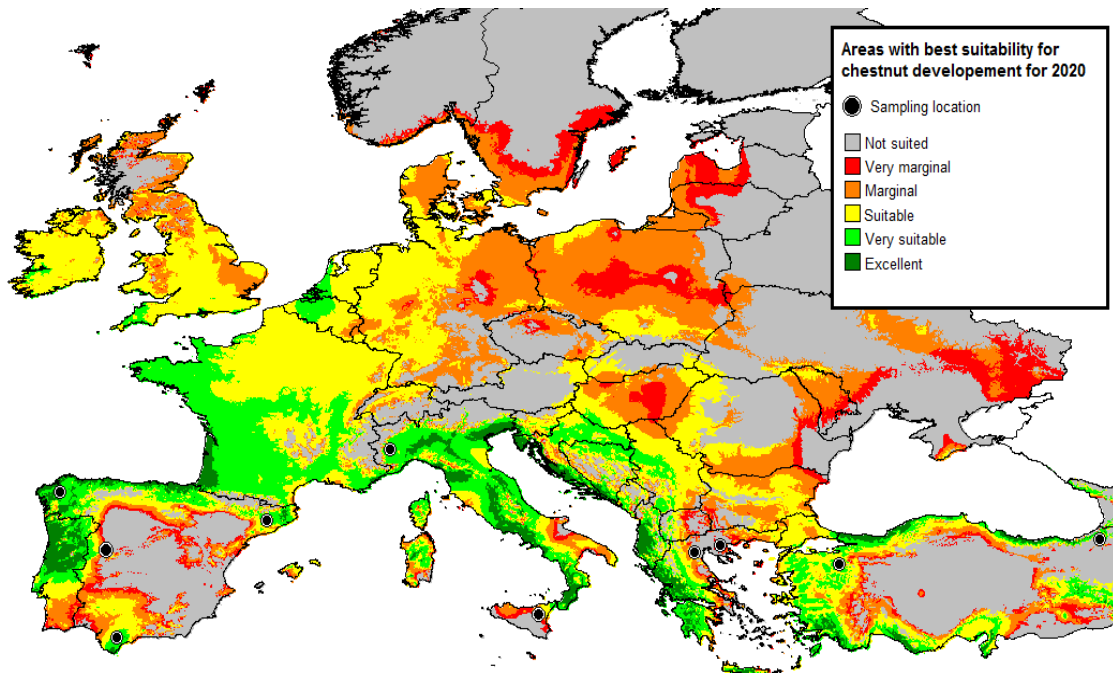 Areas with best suitability for
chestnut developement for 2020
Sampling location
Not suited
Very marginal
Marginal
Suitable
Very suitable
Excellent